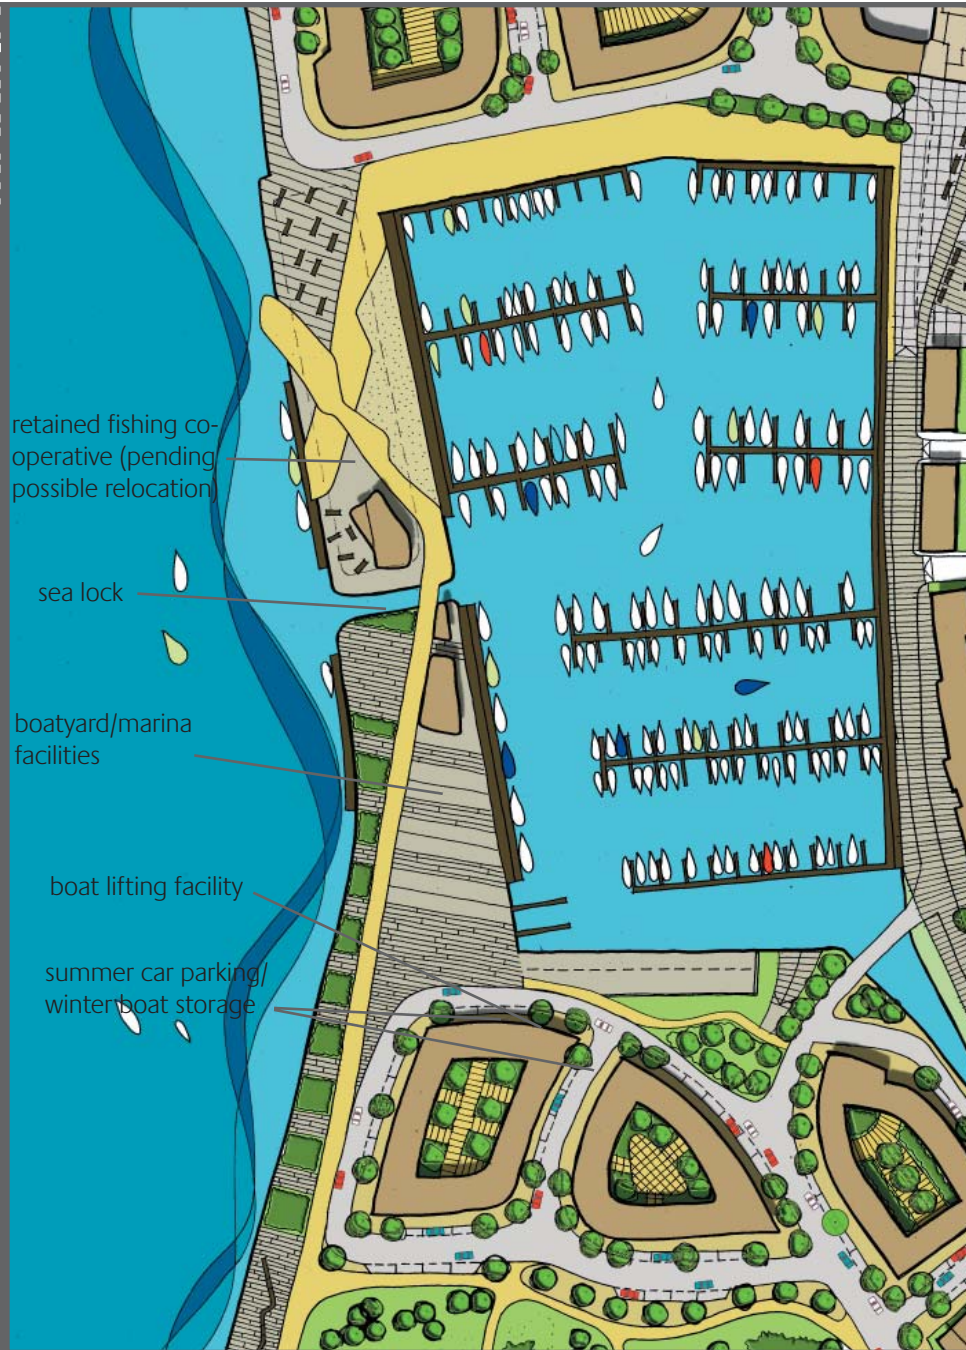 retained fishing co-
operative (pending
possible relocation)
sea lock
boatyard/marina
facilities
boat lifting facility
summer car parking/
winter boat storage